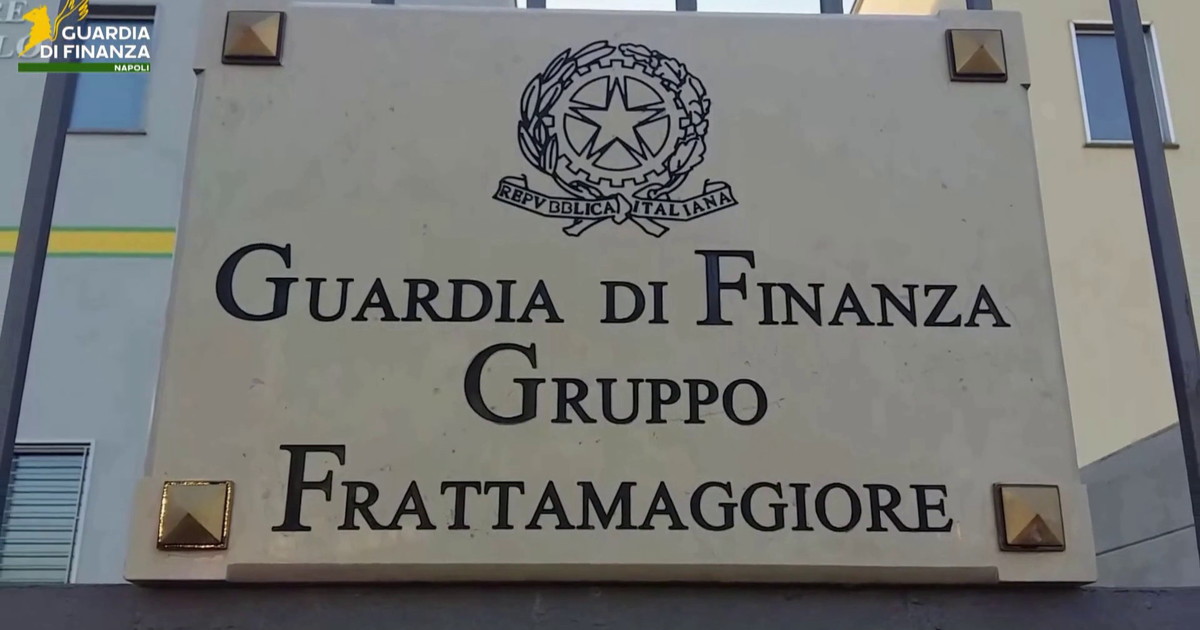 GUARDIA
DI FINANZA
NAPOLI
REPVBBLICA ITALIANA
GUARDIA DI FINANZA
GRUPPO
FRATTAMAGGIORE